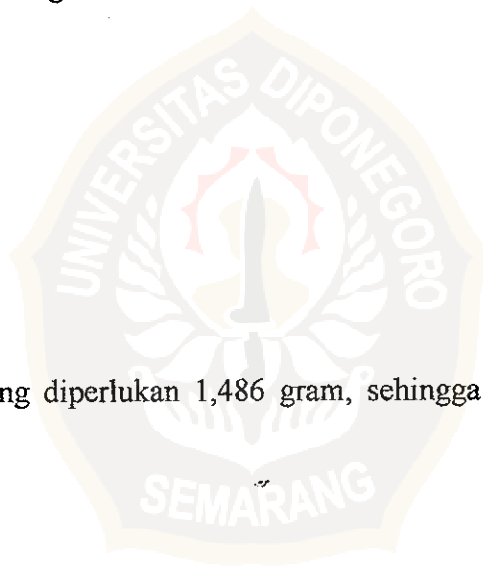 UNIVERSITAS DIPONEGORO
ng diperlukan 1,486 gram, sehingga
SEMARANG